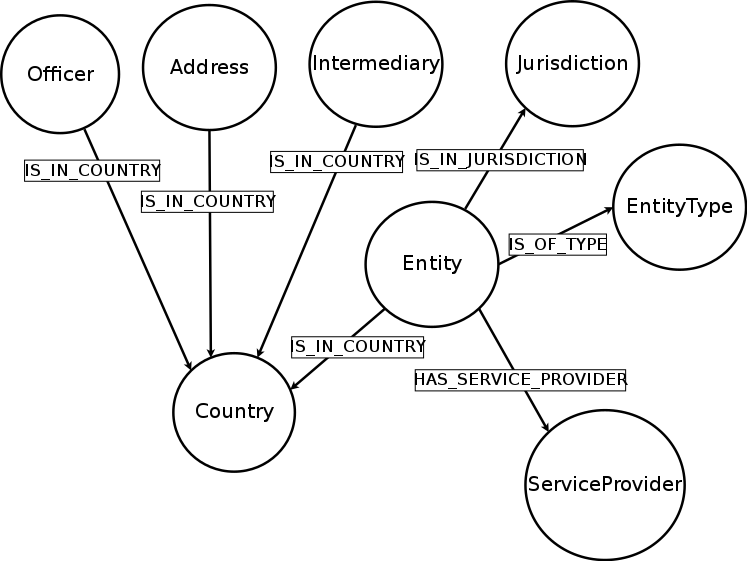 Officer
Address
Intermediary
Jurisdiction
IS_IN_COUNTRY
IS_IN_COUNTRY
IS_IN_COUNTRY
IS_IN_JURISDICTION
EntityType
IS_OF_TYPE
Entity
IS_IN_COUNTRY
HAS_SERVICE_PROVIDER
Country
ServiceProvider